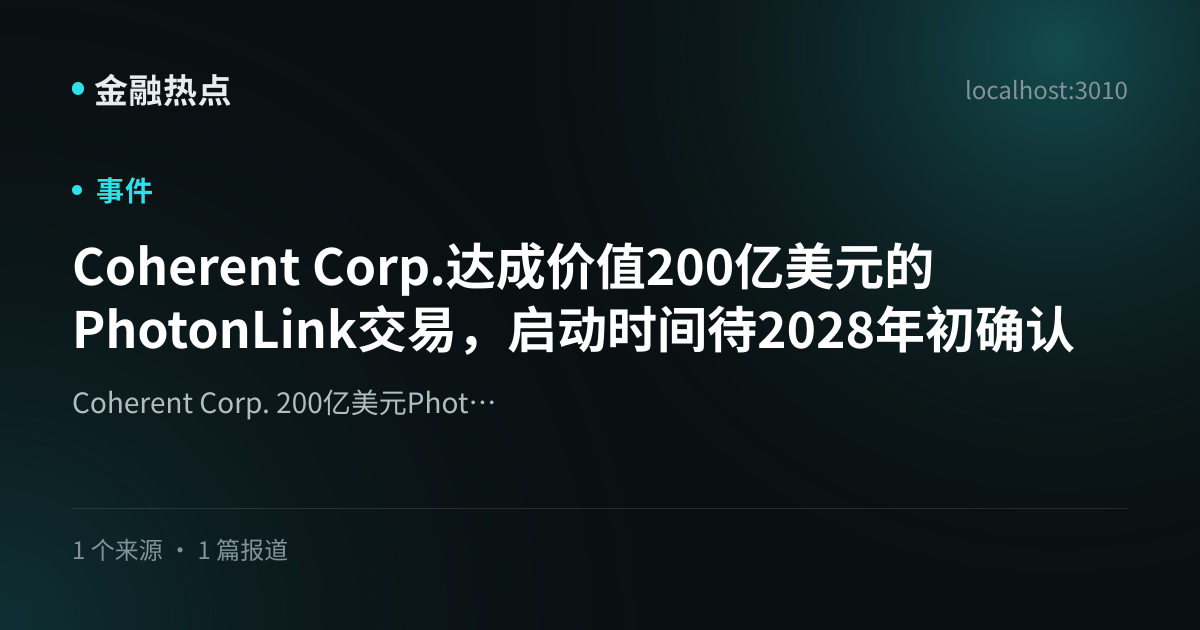 金融热点
localhost:3010
事件
Coherent Corp.达成价值200亿美元的
PhotonLink交易，启动时间待2028年初确认
Coherent Corp. 200亿美元Phot…
1 个来源 · 1 篇报道